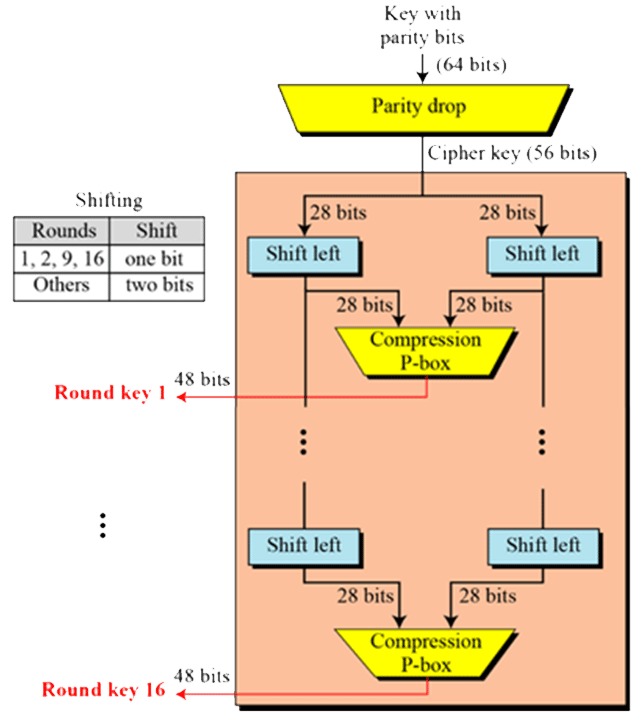 Key with
parity bits
(64 bits)
Parity drop
Cipher key (56 bits)
Shifting
Rounds Shift
1, 2, 9, 16 one bit
Others two bits
28 bits 28 bits
Shift left Shift left
28 bits 28 bits
Compression
P-box
48 bits
Round key 1
Shift left Shift left
28 bits 28 bits
Compression
P-box
48 bits
Round key 16